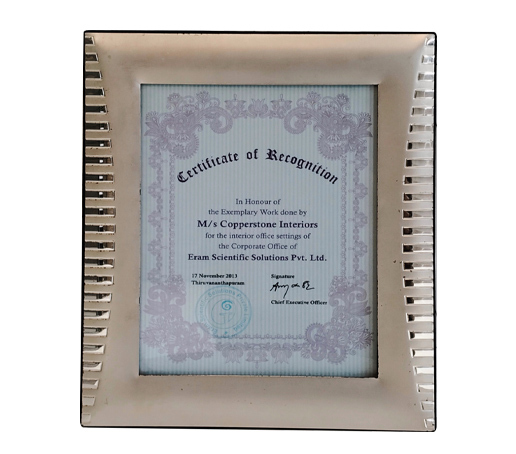 Certificate of Recognition
In Honour of
the Exemplary Work done by
M/s Copperstone Interiors
for the interior office settings of
the Corporate Office of
Eram Scientific Solutions Pvt. Ltd.
17 November 2013
Thiruvananthapuram
Signature
Chief Executive Officer